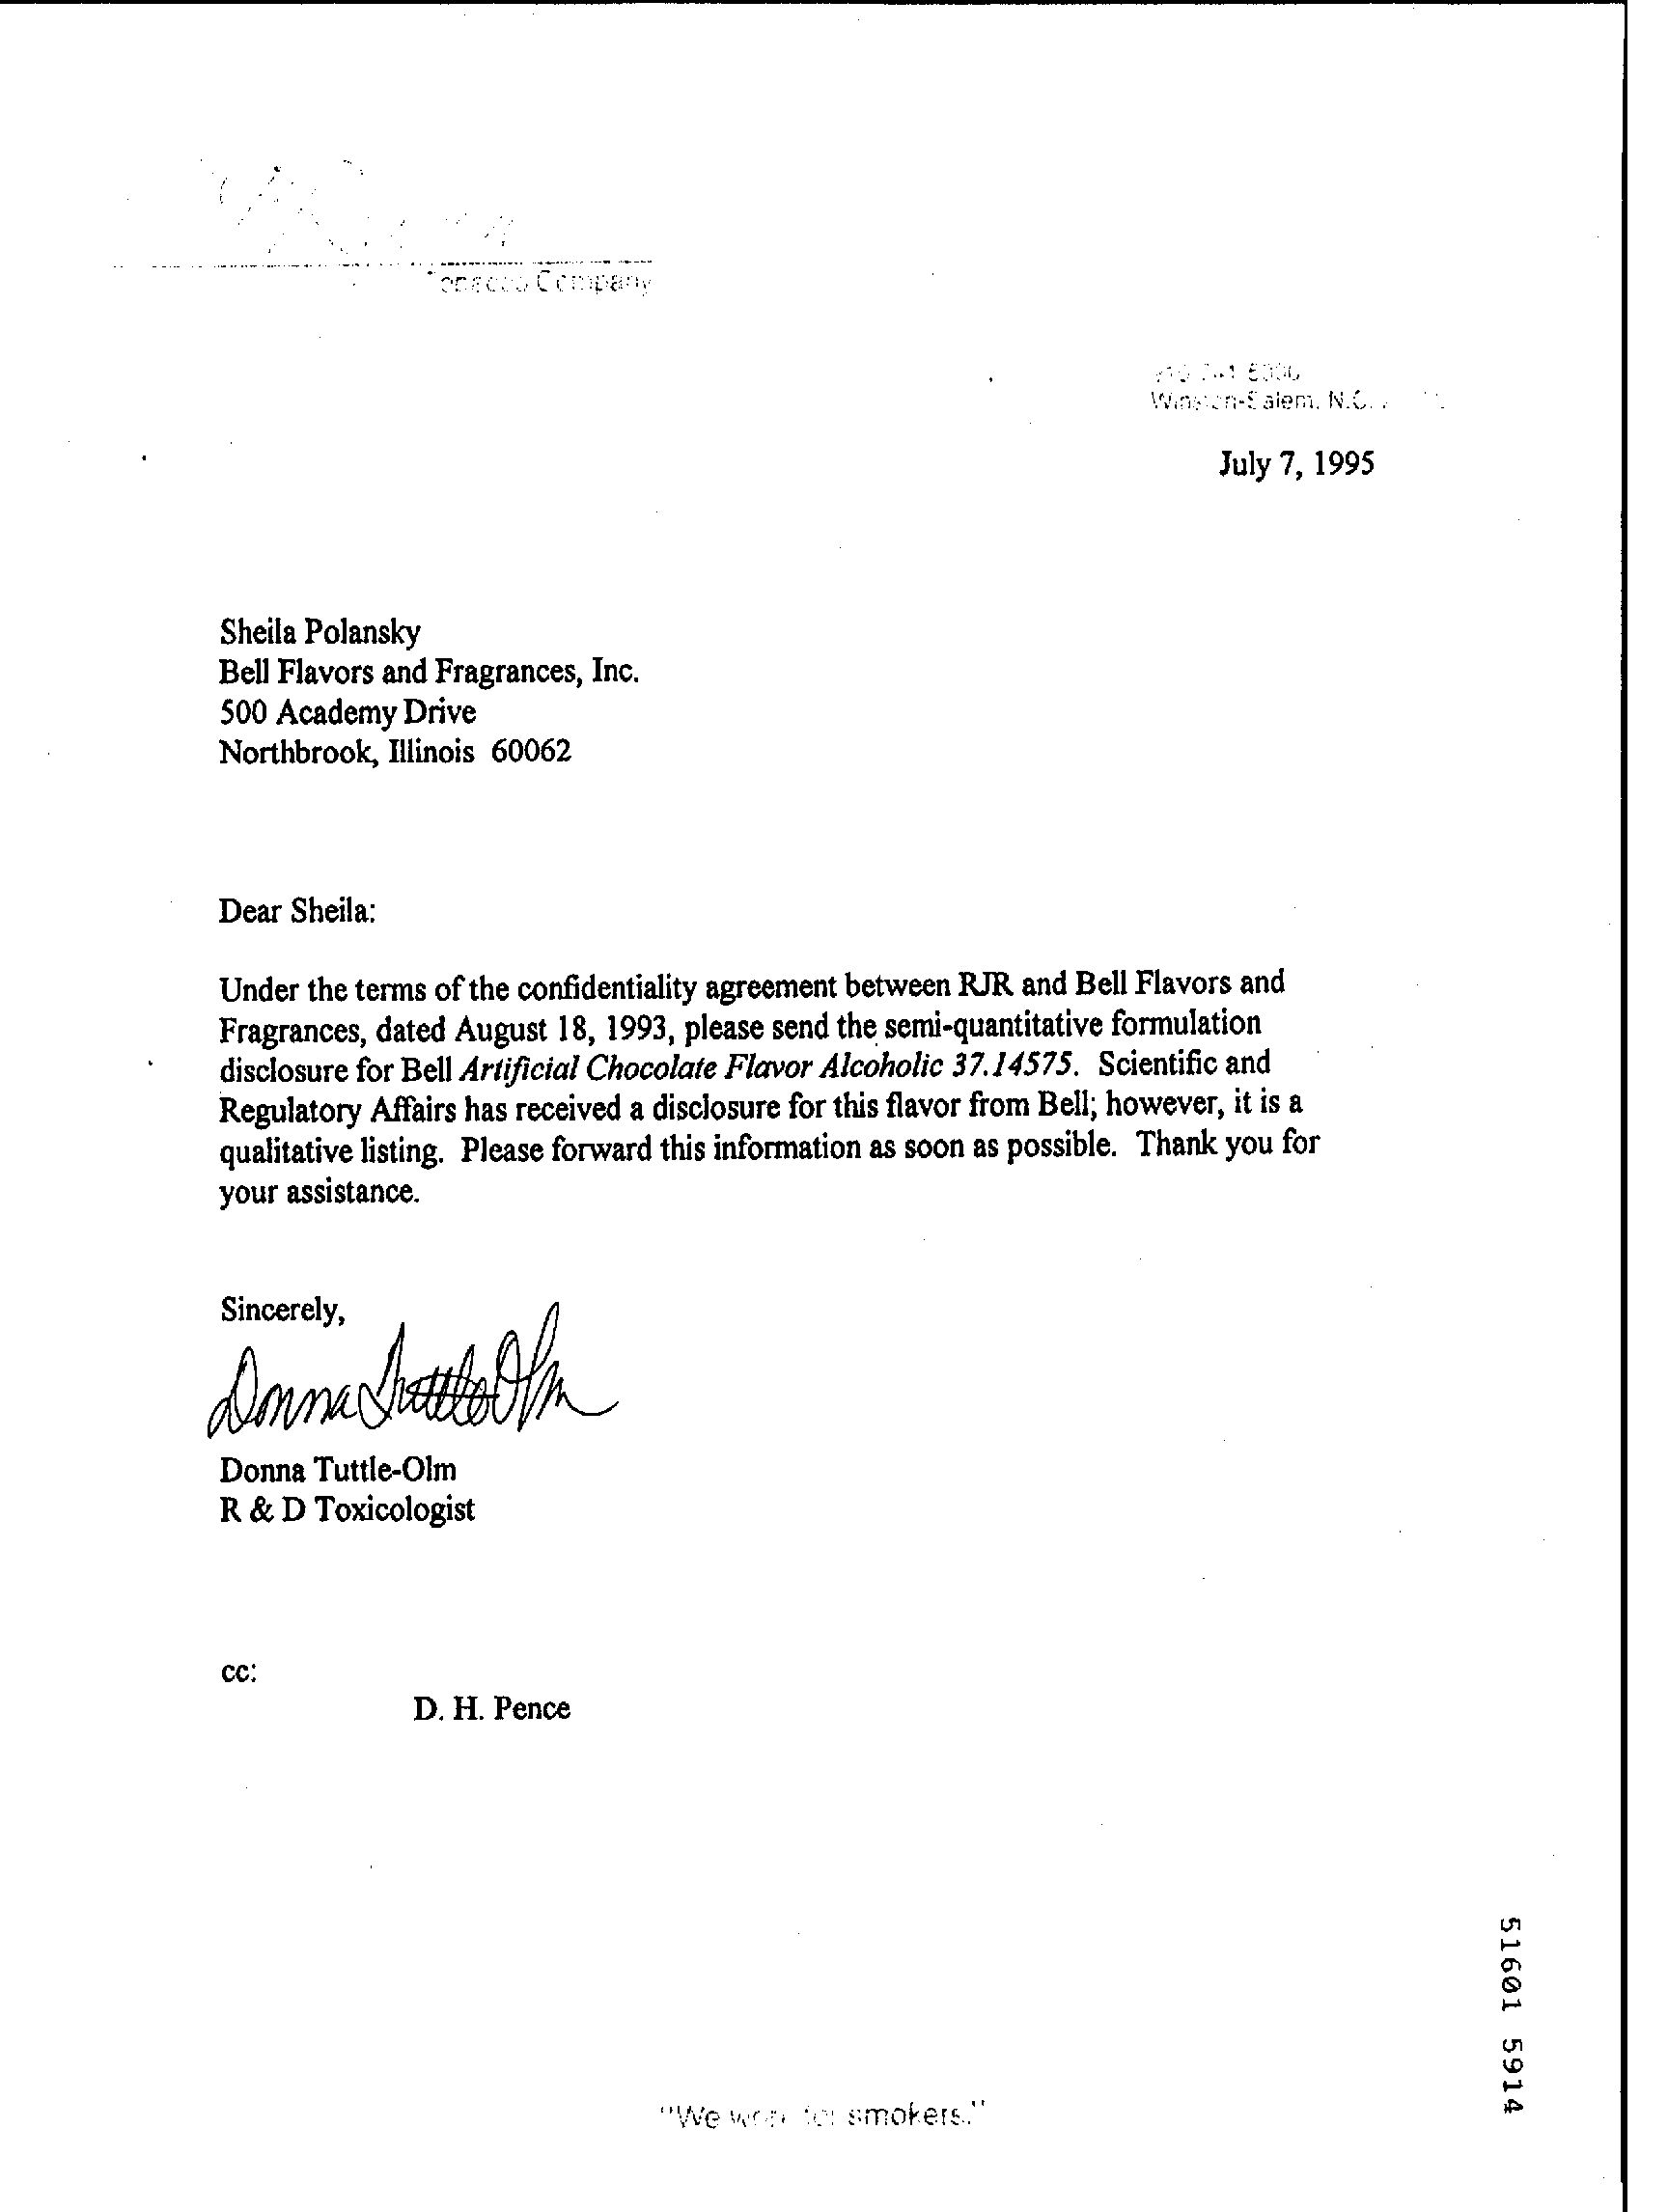 Tobacco Company
Winston-Salem, N.C.
July 7, 1995
Sheila Polansky
Bell Flavors and Fragrances, Inc.
500 Academy Drive
Northbrook, Illinois 60062
Dear Sheila:
Under the terms of the confidentiality agreement between RJR and Bell Flavors and
Fragrances, dated August 18, 1993, please send the semi-quantitative formulation
disclosure for Bell Artificial Chocolate Flavor Alcoholic 37.14575. Scientific and
Regulatory Affairs has received a disclosure for this flavor from Bell; however, it is a
qualitative listing. Please forward this information as soon as possible. Thank you for
your assistance.
Sincerely,
Donna Tuttle-Olm
Donna Tuttle-Olm
R & D Toxicologist
cc:
D. H. Pence
51601 5914
"We work for smokers."